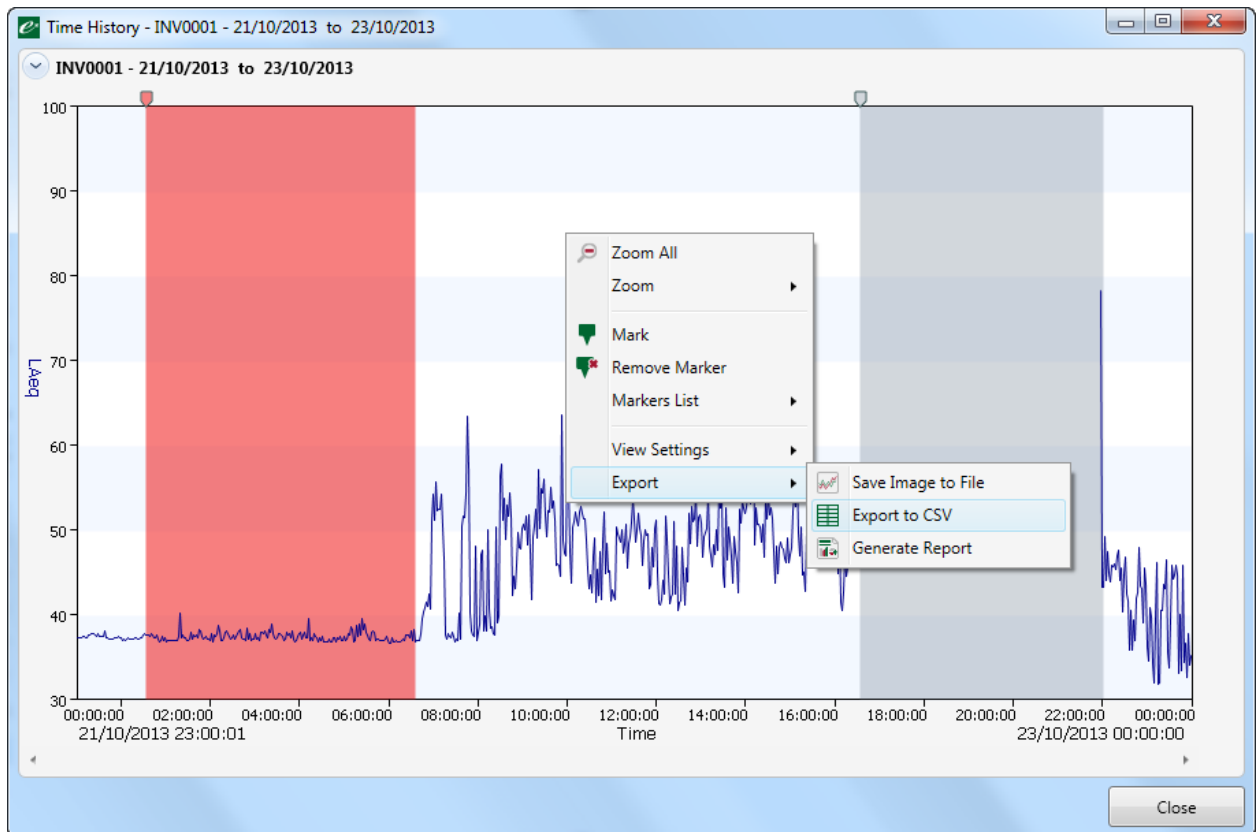 Time History - INV0001 - 21/10/2013 to 23/10/2013
INV0001 - 21/10/2013 to 23/10/2013
100
90
80
70
60
50
40
30
LAeq
Zoom All
Zoom
Mark
Remove Marker
Markers List
View Settings
Export
Save Image to File
Export to CSV
Generate Report
00:00:00 02:00:00 04:00:00 06:00:00 08:00:00 10:00:00 12:00:00 14:00:00 16:00:00 18:00:00 20:00:00 22:00:00 00:00:00
21/10/2013 23:00:01 Time 23/10/2013 00:00:00
Close